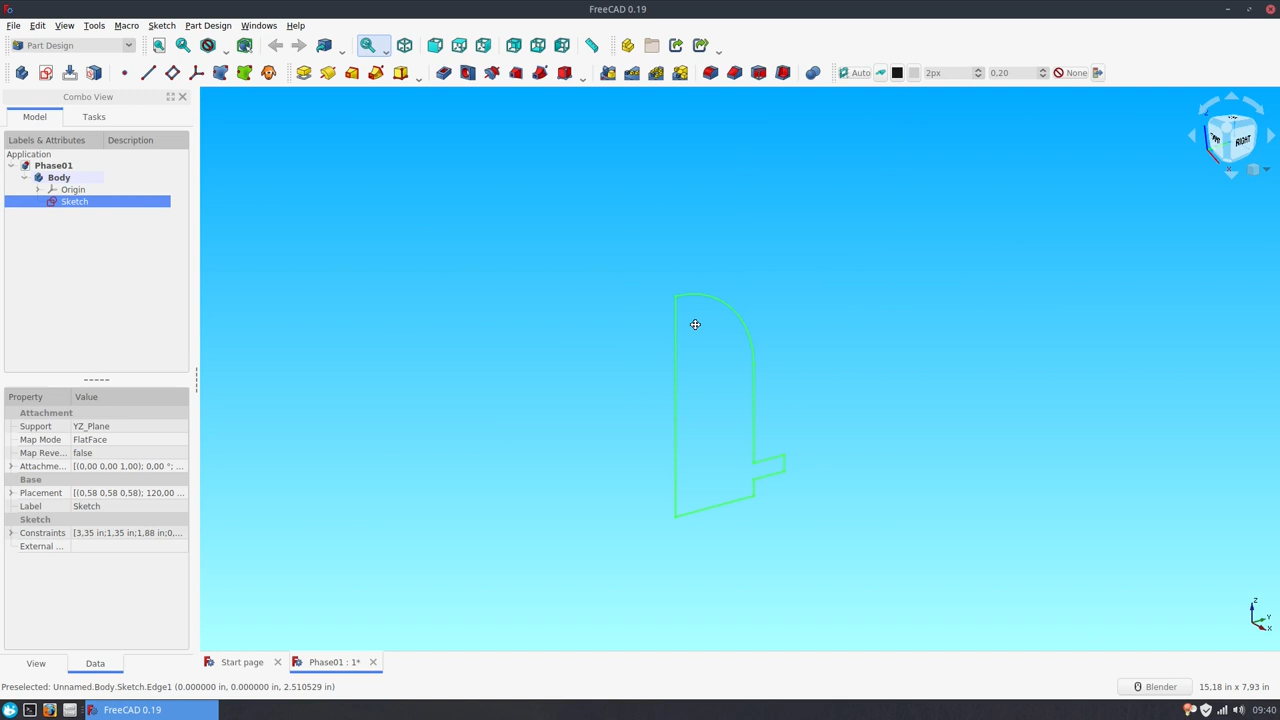 FreeCAD 0.19
File Edit View Tools Macro Sketch Part Design Windows Help
Part Design
Auto 2px 0,20 None
Combo View
Model Tasks
Labels & Attributes Description
Application
Phase01
Body
Origin
Sketch
RIGHT
Property Value
Attachment
Support YZ_Plane
Map Mode FlatFace
Map Reve... false
Attachme... [(0,00 0,00 1,00); 0,00 °; ...
Base
Placement [(0,58 0,58 0,58); 120,00 ...
Label Sketch
Sketch
Constraints [3,35 in;1,35 in;1,88 in;0,...
External ...
Z
Y
X
View Data
Start page Phase01 : 1*
Preselected: Unnamed.Body.Sketch.Edge1 (0.000000 in, 0.000000 in, 2.510529 in)
Blender 15,18 in x 7,93 in
FreeCAD 0.19 09:40